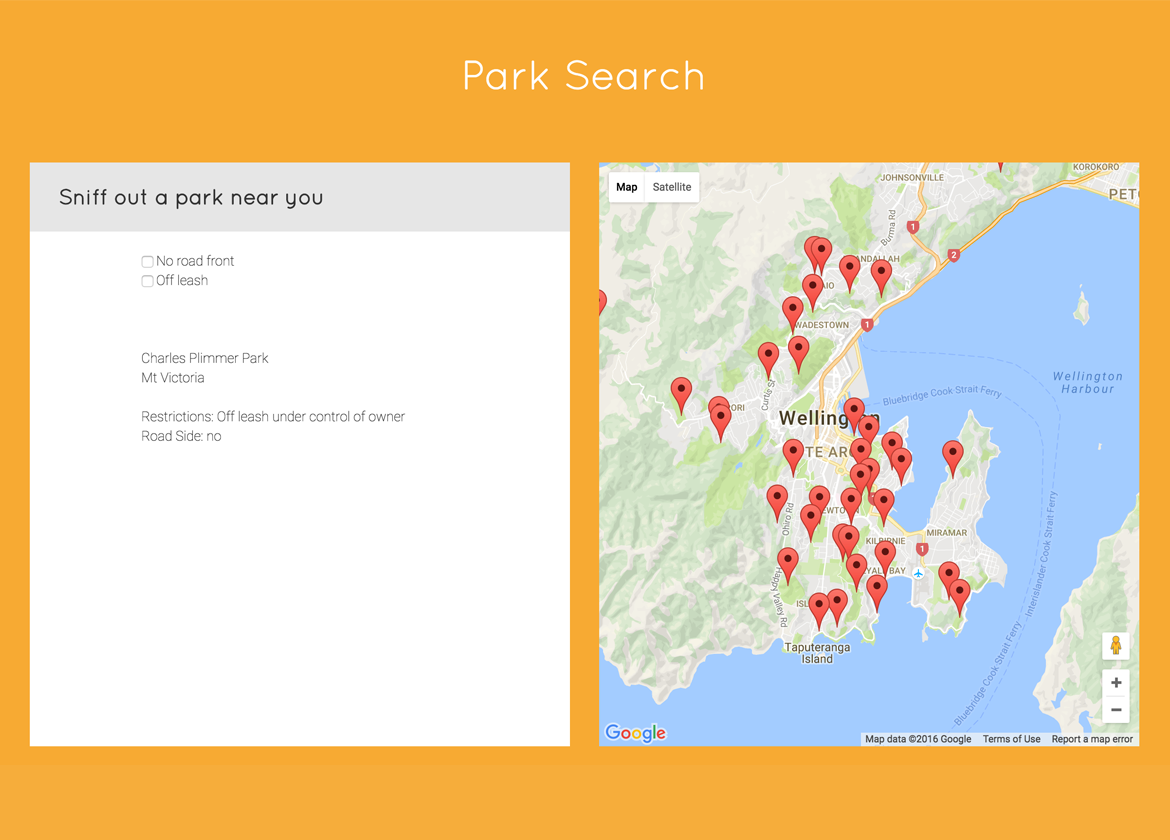 Park Search
Sniff out a park near you
No road front
Off leash
Charles Plimmer Park
Mt Victoria
Restrictions: Off leash under control of owner
Road Side: no
Map
Satellite
JOHNSONVILLE
KOROKORO
PET
Burma Rd
1
2
ANDALLAH
AIO
WADESTOWN
1
Curtis St
ORI
Wellington
Harbour
Bluebridge Cook Strait Ferry
Wellington
TE AR
Ohiro Rd
EWTO
KILBIRNIE
1
MIRAMAR
YAL BAY
Happy Valley Rd
ISL
Taputeranga
Island
Interislander Cook Strait Ferry
Bluebridge Cook Strait Ferry
Google
Map data ©2016 Google
Terms of Use
Report a map error